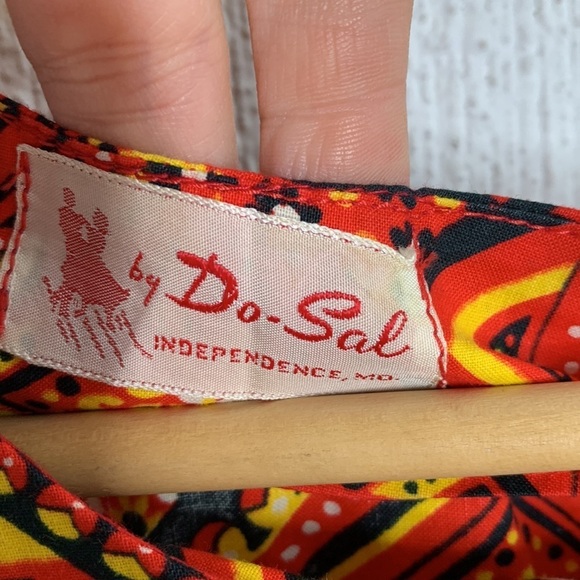 by Do-Sal
INDEPENDENCE, MO.